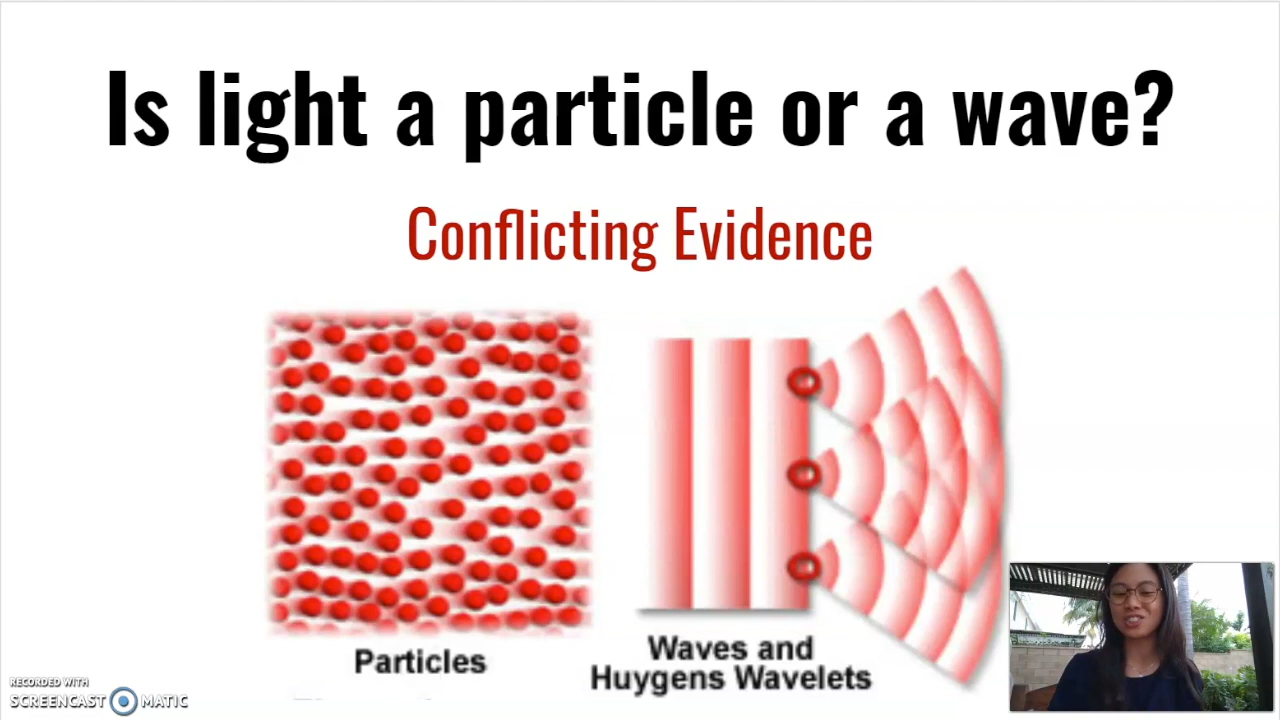 Is light a particle or a wave?
Conflicting Evidence
Particles
Waves and
Huygens Wavelets
RECORDED WITH
SCREENCAST MATIC